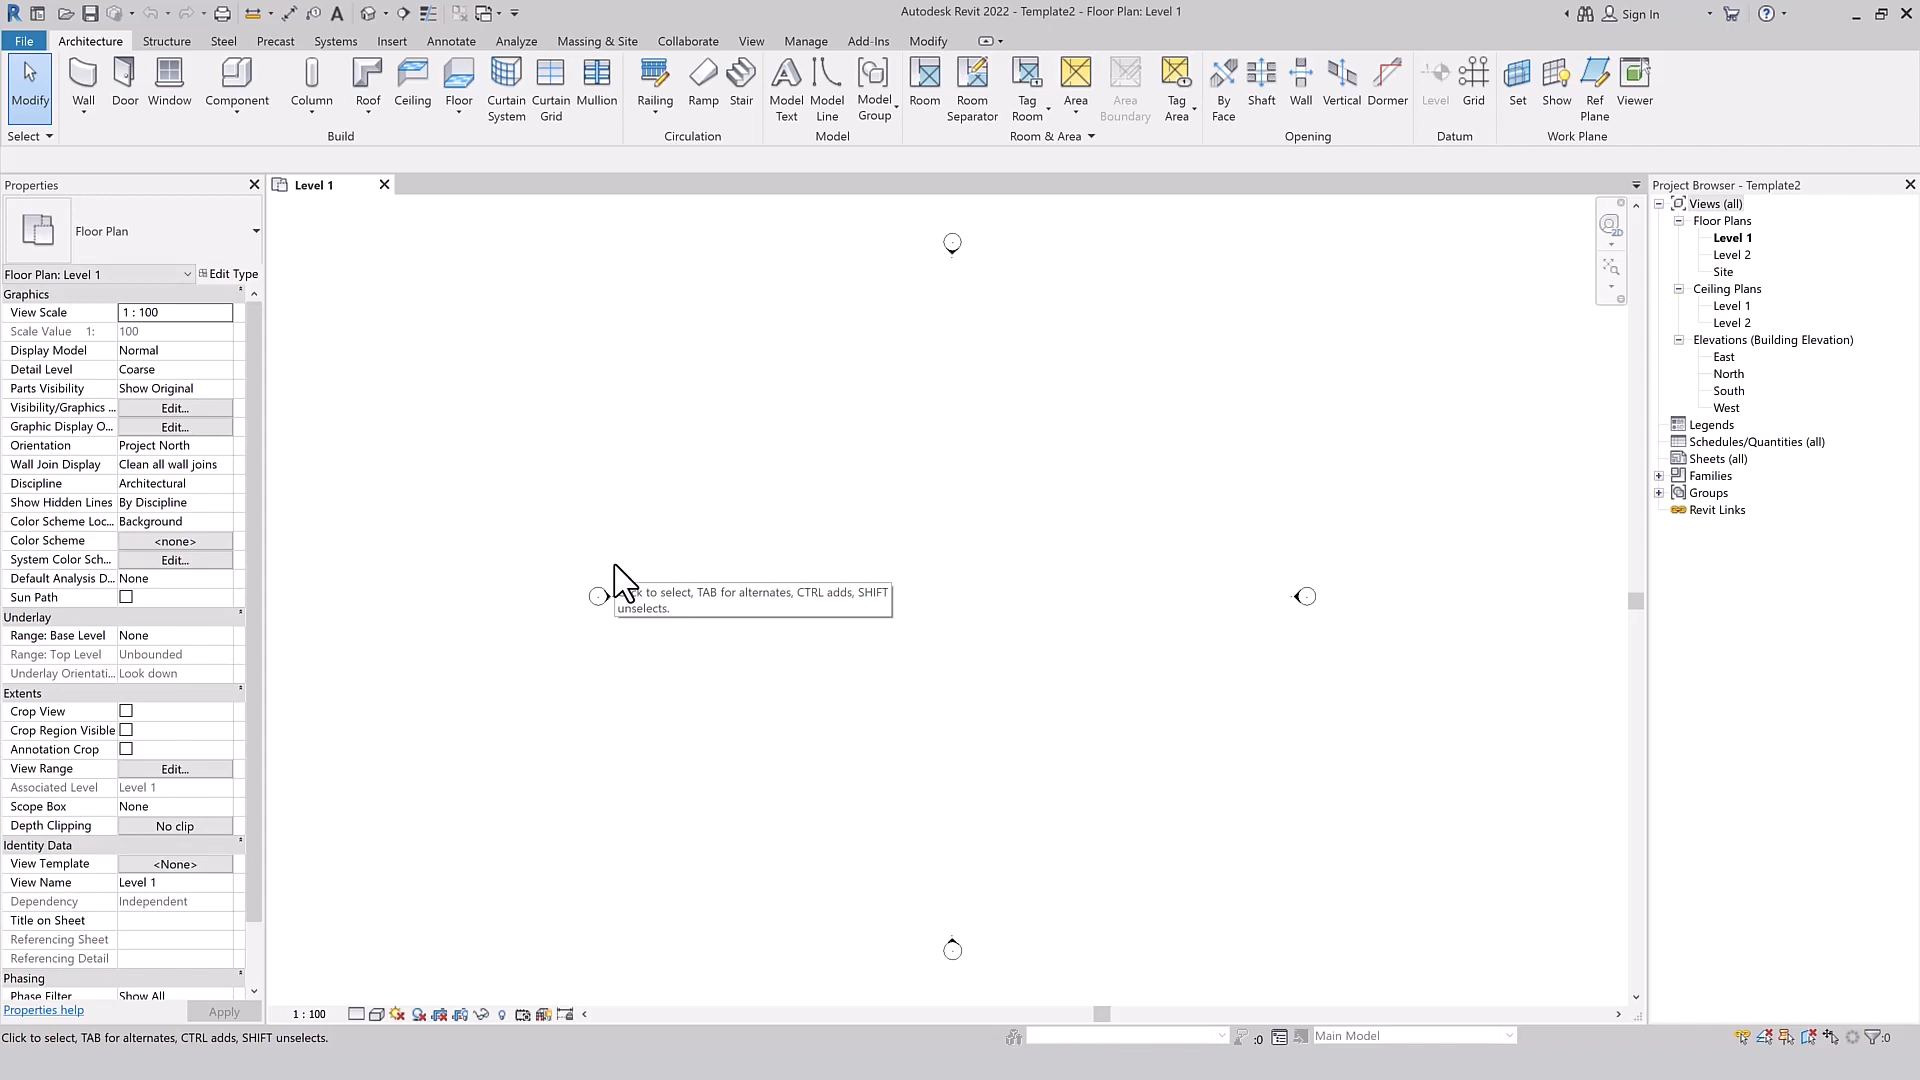 Autodesk Revit 2022 - Template2 - Floor Plan: Level 1
Sign In
File
Architecture
Structure
Steel
Precast
Systems
Insert
Annotate
Analyze
Massing & Site
Collaborate
View
Manage
Add-Ins
Modify
Modify
Wall
Door
Window
Component
Column
Roof
Ceiling
Floor
Curtain
System
Curtain
Grid
Mullion
Railing
Ramp
Stair
Model
Text
Model
Line
Model
Group
Room
Room
Separator
Tag
Room
Area
Area
Boundary
Tag
Area
By
Face
Shaft
Wall
Vertical
Dormer
Level
Grid
Set
Show
Ref
Plane
Viewer
Select
Build
Circulation
Model
Room & Area
Opening
Datum
Work Plane
Properties
Floor Plan
Floor Plan: Level 1
Edit Type
Graphics
View Scale 1 : 100
Scale Value 1: 100
Display Model Normal
Detail Level Coarse
Parts Visibility Show Original
Visibility/Graphics ... Edit...
Graphic Display O... Edit...
Orientation Project North
Wall Join Display Clean all wall joins
Discipline Architectural
Show Hidden Lines By Discipline
Color Scheme Loc... Background
Color Scheme <none>
System Color Sch... Edit...
Default Analysis D... None
Sun Path
Underlay
Range: Base Level None
Range: Top Level Unbounded
Underlay Orientati... Look down
Extents
Crop View
Crop Region Visible
Annotation Crop
View Range Edit...
Associated Level Level 1
Scope Box None
Depth Clipping No clip
Identity Data
View Template <None>
View Name Level 1
Dependency Independent
Title on Sheet
Referencing Sheet
Referencing Detail
Phasing
Phase Filter Show All
Properties help
Apply
Level 1
2D
to select, TAB for alternates, CTRL adds, SHIFT
unselects.
Project Browser - Template2
Views (all)
Floor Plans
Level 1
Level 2
Site
Ceiling Plans
Level 1
Level 2
Elevations (Building Elevation)
East
North
South
West
Legends
Schedules/Quantities (all)
Sheets (all)
Families
Groups
Revit Links
1 : 100
Click to select, TAB for alternates, CTRL adds, SHIFT unselects.
:0
Main Model
:0